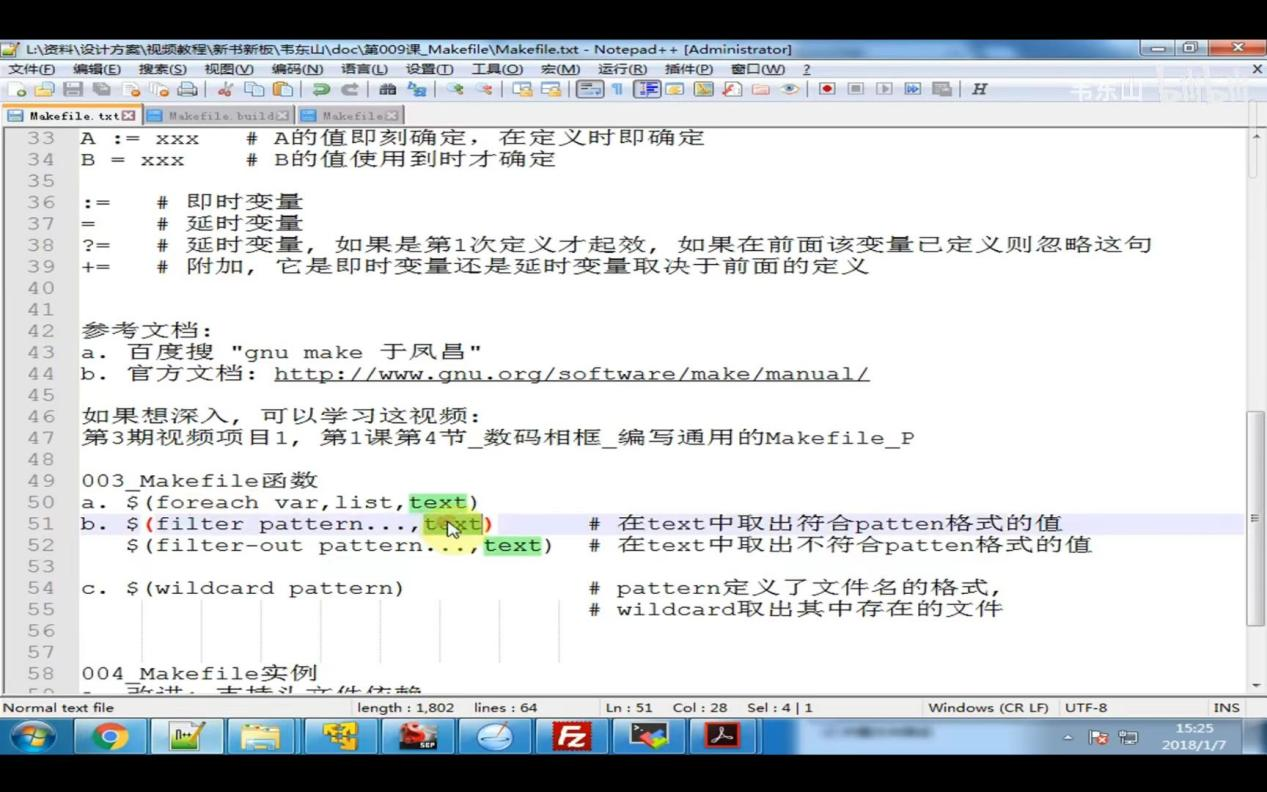 L:\资料\设计方案\视频教程\新书新板\韦东山\doc\第009课_Makefile\Makefile.txt - Notepad++ [Administrator]
文件(F) 编辑(E) 搜索(S) 视图(V) 编码(N) 语言(L) 设置(T) 工具(O) 宏(M) 运行(R) 插件(P) 窗口(W) ? X
韦东山 bilibili
Makefile.txt Makefile.build Makefile
33 A := xxx # A的值即刻确定，在定义时即确定
34 B = xxx # B的值使用到时才确定
35
36 := # 即时变量
37 = # 延时变量
38 ?= # 延时变量, 如果是第1次定义才起效, 如果在前面该变量已定义则忽略这句
39 += # 附加, 它是即时变量还是延时变量取决于前面的定义
40
41
42 参考文档:
43 a. 百度搜 "gnu make 于凤昌"
44 b. 官方文档: http://www.gnu.org/software/make/manual/
45
46 如果想深入, 可以学习这视频:
47 第3期视频项目1, 第1课第4节_数码相框_编写通用的Makefile_P
48
49 003_Makefile函数
50 a. $(foreach var,list,text)
51 b. $(filter pattern...,text) # 在text中取出符合patten格式的值
52 $(filter-out pattern...,text) # 在text中取出不符合patten格式的值
53
54 c. $(wildcard pattern) # pattern定义了文件名的格式,
55 # wildcard取出其中存在的文件
56
57
58 004_Makefile实例
59 a. 改进: 支持头文件依赖
Normal text file length : 1,802 lines : 64 Ln : 51 Col : 28 Sel : 4 | 1 Windows (CR LF) UTF-8 INS
15:25
2018/1/7